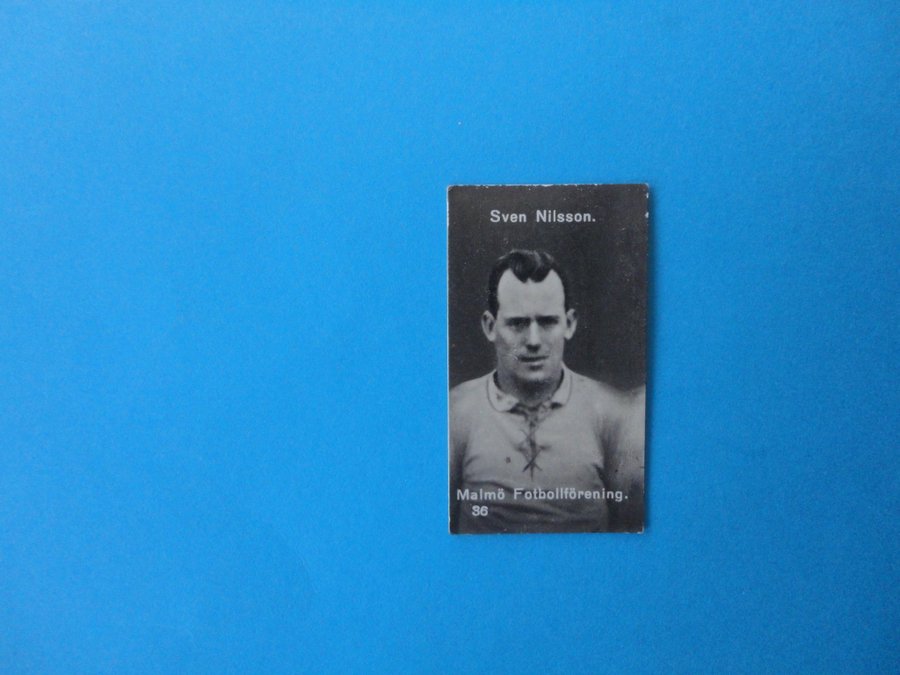 Sven Nilsson.
Malmö Fotbollförening.
36